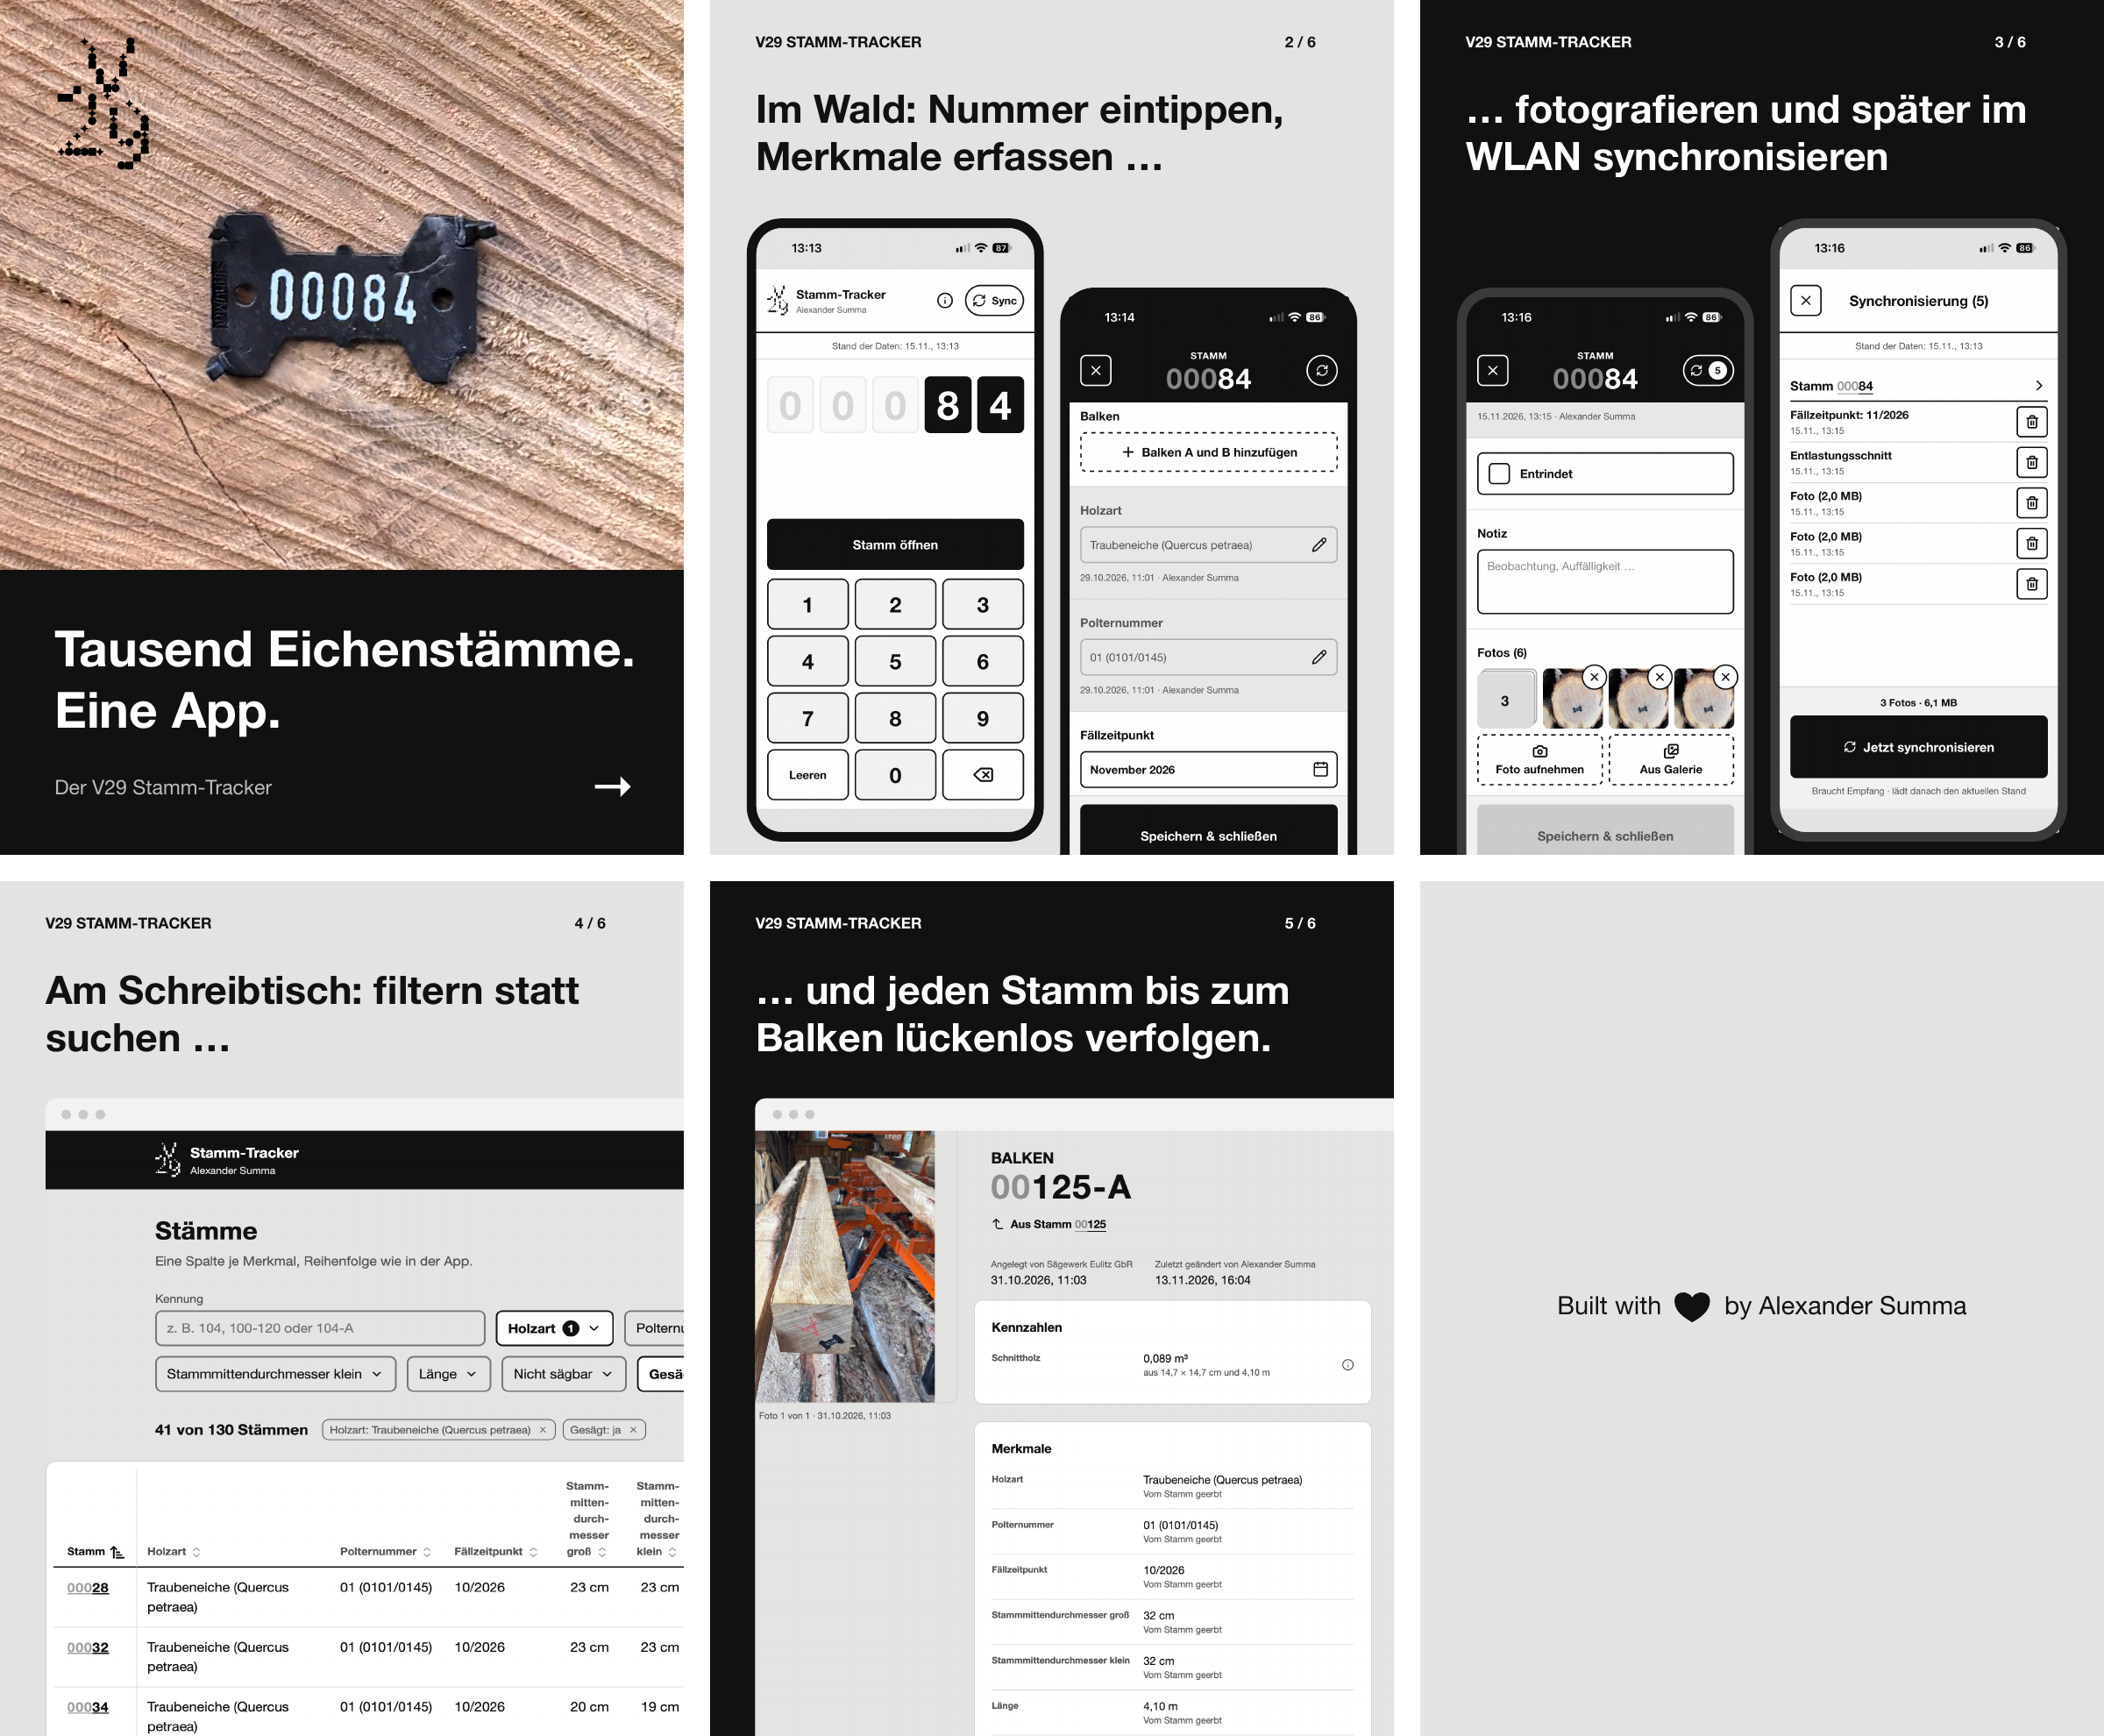 00084
Tausend Eichenstämme.
Eine App.
Der V29 Stamm-Tracker
V29 STAMM-TRACKER
2 / 6
Im Wald: Nummer eintippen,
Merkmale erfassen …
13:13
87
Stamm-Tracker
Alexander Summa
Sync
Stand der Daten: 15.11., 13:13
0 0 0 8 4
Stamm öffnen
1 2 3
4 5 6
7 8 9
Leeren 0
13:14
86
STAMM
00084
Balken
Balken A und B hinzufügen
Holzart
Traubeneiche (Quercus petraea)
29.10.2026, 11:01 · Alexander Summa
Polternummer
01 (0101/0145)
29.10.2026, 11:01 · Alexander Summa
Fällzeitpunkt
November 2026
Speichern & schließen
V29 STAMM-TRACKER
3 / 6
… fotografieren und später im
WLAN synchronisieren
13:16
86
STAMM
00084
5
15.11.2026, 13:15 · Alexander Summa
Entrindet
Notiz
Beobachtung, Auffälligkeit …
Fotos (6)
3
Foto aufnehmen
Aus Galerie
Speichern & schließen
13:16
86
Synchronisierung (5)
Stand der Daten: 15.11., 13:13
Stamm 00084
Fällzeitpunkt: 11/2026
15.11., 13:15
Entlastungsschnitt
15.11., 13:15
Foto (2,0 MB)
15.11., 13:15
Foto (2,0 MB)
15.11., 13:15
Foto (2,0 MB)
15.11., 13:15
3 Fotos · 6,1 MB
Jetzt synchronisieren
Braucht Empfang · lädt danach den aktuellen Stand
V29 STAMM-TRACKER
4 / 6
Am Schreibtisch: filtern statt
suchen …
Stamm-Tracker
Alexander Summa
Stämme
Eine Spalte je Merkmal, Reihenfolge wie in der App.
Kennung
z. B. 104, 100-120 oder 104-A
Holzart 1
Polternu
Stammmittendurchmesser klein
Länge
Nicht sägbar
Gesä
41 von 130 Stämmen
Holzart: Traubeneiche (Quercus petraea) ×
Gesägt: ja ×
Stamm
Holzart
Polternummer
Fällzeitpunkt
Stamm-
mitten-
durch-
messer
groß
Stamm-
mitten-
durch-
messer
klein
00028
Traubeneiche (Quercus
petraea)
01 (0101/0145)
10/2026
23 cm
23 cm
00032
Traubeneiche (Quercus
petraea)
01 (0101/0145)
10/2026
23 cm
23 cm
00034
Traubeneiche (Quercus
petraea)
01 (0101/0145)
10/2026
20 cm
19 cm
V29 STAMM-TRACKER
5 / 6
… und jeden Stamm bis zum
Balken lückenlos verfolgen.
Foto 1 von 1 · 31.10.2026, 11:03
BALKEN
00125-A
Aus Stamm 00125
Angelegt von Sägewerk Eulitz GbR
31.10.2026, 11:03
Zuletzt geändert von Alexander Summa
13.11.2026, 16:04
Kennzahlen
Schnittholz
0,089 m³
aus 14,7 × 14,7 cm und 4,10 m
Merkmale
Holzart
Traubeneiche (Quercus petraea)
Vom Stamm geerbt
Polternummer
01 (0101/0145)
Vom Stamm geerbt
Fällzeitpunkt
10/2026
Vom Stamm geerbt
Stammmittendurchmesser groß
32 cm
Vom Stamm geerbt
Stammmittendurchmesser klein
32 cm
Vom Stamm geerbt
Länge
4,10 m
Vom Stamm geerbt
Built with ♥ by Alexander Summa